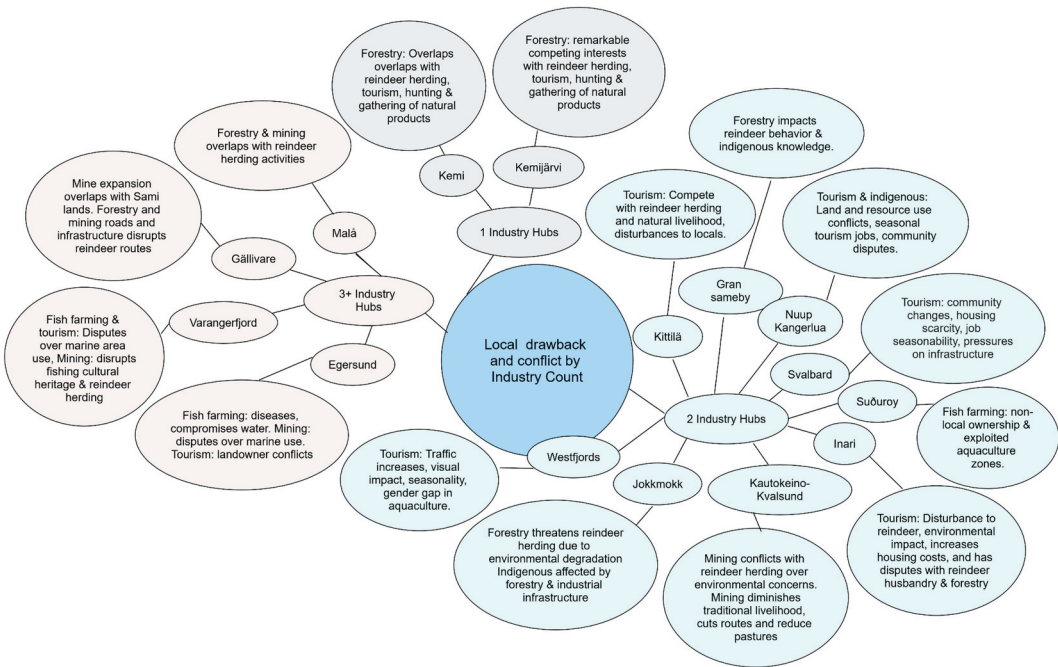 Forestry: Overlaps
overlaps with
reindeer herding,
tourism, hunting &
gathering of natural
products
Forestry: remarkable
competing interests
with reindeer herding,
tourism, hunting &
gathering of natural
products
Kemi
Kemijärvi
1 Industry Hubs
Forestry & mining
overlaps with reindeer
herding activities
Malå
Mine expansion
overlaps with Sami
lands. Forestry and
mining roads and
infrastructure disrupts
reindeer routes
Gällivare
3+ Industry
Hubs
Varangerfjord
Fish farming &
tourism: Disputes
over marine area
use, Mining: disrupts
fishing cultural
heritage & reindeer
herding
Egersund
Fish farming: diseases,
compromises water. Mining:
disputes over marine use.
Tourism: landowner conflicts
Local drawback
and conflict by
Industry Count
Forestry impacts
reindeer behavior &
indigenous knowledge.
Tourism: Compete
with reindeer herding
and natural livelihood,
disturbances to locals.
Tourism & indigenous:
Land and resource use
conflicts, seasonal
tourism jobs, community
disputes.
Kittilä
Gran
sameby
Nuup
Kangerlua
Tourism: community
changes, housing
scarcity, job
seasonability, pressures
on infrastructure
Svalbard
Suðuroy
2 Industry Hubs
Inari
Fish farming: non-
local ownership &
exploited
aquaculture
zones.
Westfjords
Jokkmokk
Kautokeino-
Kvalsund
Tourism: Traffic
increases, visual
impact, seasonality,
gender gap in
aquaculture.
Forestry threatens reindeer
herding due to
environmental degradation
Indigenous affected by
forestry & industrial
infrastructure
Mining conflicts with
reindeer herding over
environmental concerns.
Mining diminishes
traditional livelihood,
cuts routes and reduce
pastures
Tourism: Disturbance to
reindeer, environmental
impact, increases
housing costs, and has
disputes with reindeer
husbandry & forestry